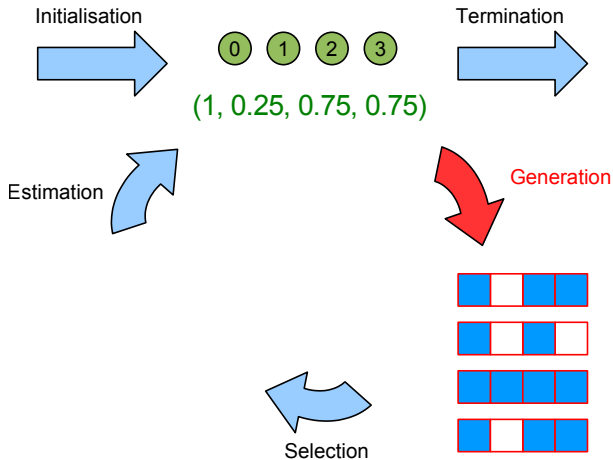 Initialisation
Termination
0 1 2 3
(1, 0.25, 0.75, 0.75)
Estimation
Generation
Selection